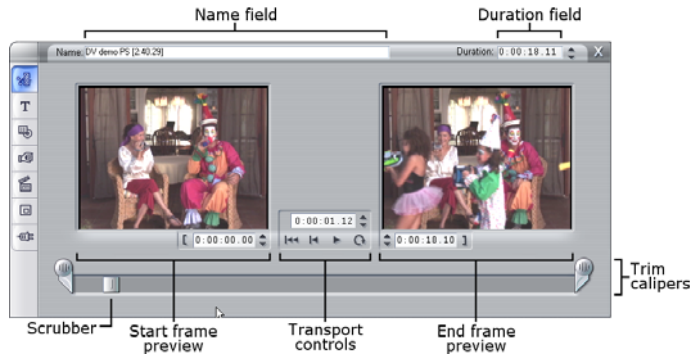 Name field
Duration field
Name: DV demo PS [2.40.29]
Duration: 0:00:18.11
X
T
0:00:01.12
[ 0:00:00.00
0:00:18.10 ]
Trim calipers
Scrubber
Start frame preview
Transport controls
End frame preview